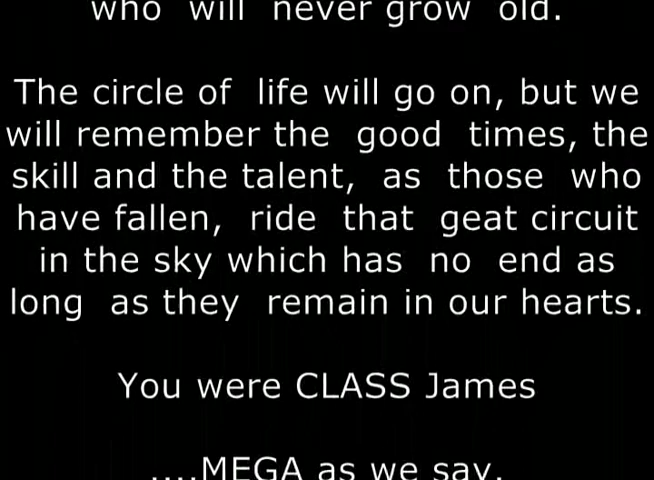 who will never grow old.
The circle of life will go on, but we
will remember the good times, the
skill and the talent, as those who
have fallen, ride that geat circuit
in the sky which has no end as
long as they remain in our hearts.
You were CLASS James
....MEGA as we say.